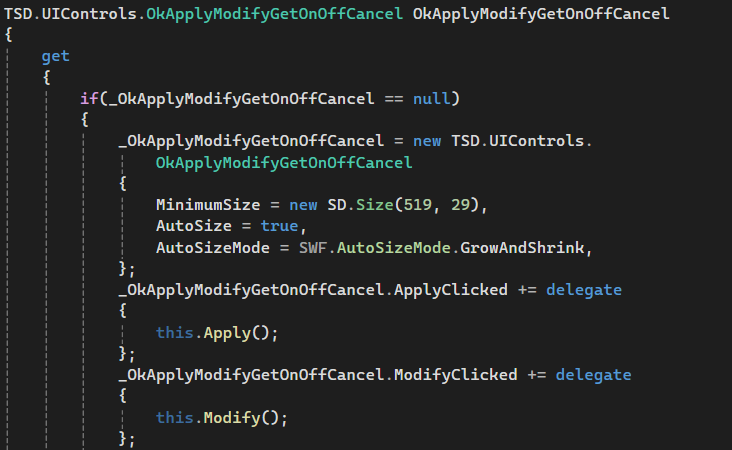 TSD.UIControls.OkApplyModifyGetOnOffCancel OkApplyModifyGetOnOffCancel
{
get
{
if(_OkApplyModifyGetOnOffCancel == null)
{
_OkApplyModifyGetOnOffCancel = new TSD.UIControls.
OkApplyModifyGetOnOffCancel
{
MinimumSize = new SD.Size(519, 29),
AutoSize = true,
AutoSizeMode = SWF.AutoSizeMode.GrowAndShrink,
};
_OkApplyModifyGetOnOffCancel.ApplyClicked += delegate
{
this.Apply();
};
_OkApplyModifyGetOnOffCancel.ModifyClicked += delegate
{
this.Modify();
};